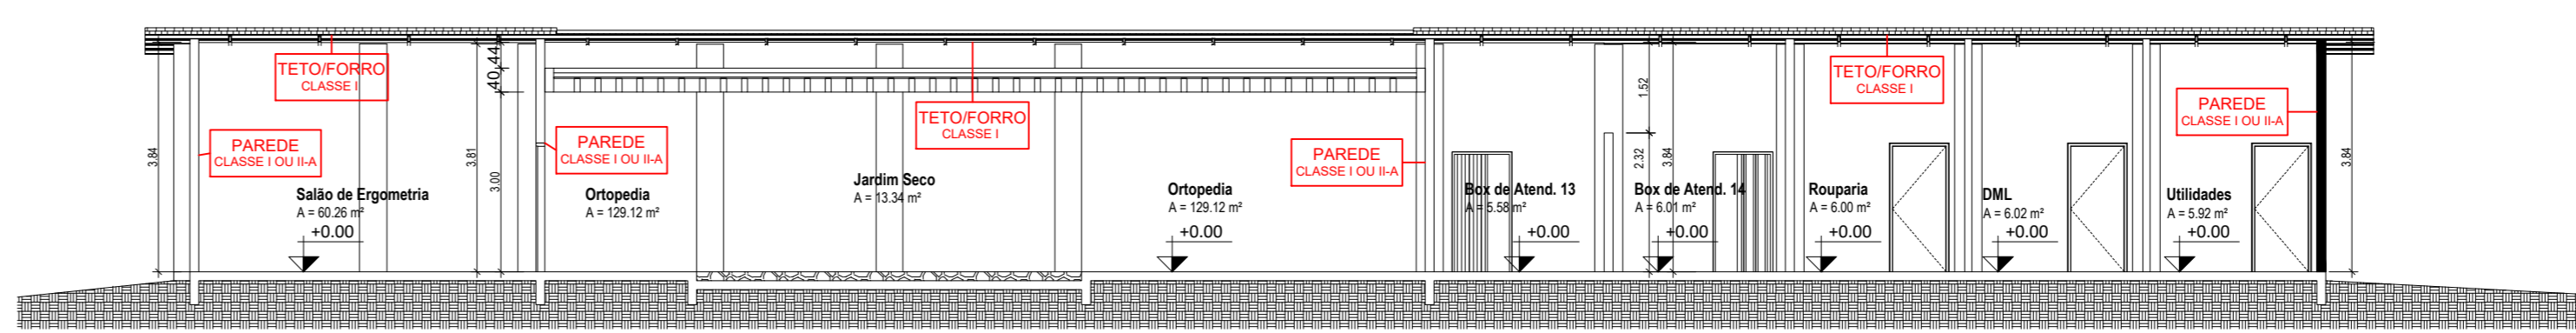 TETO/FORRO
CLASSE I
PAREDE
CLASSE I OU II-A
3.84
Salão de Ergometria
A = 60.26 m²
+0.00
3.81
.44
.40
3.00
PAREDE
CLASSE I OU II-A
Ortopedia
A = 129.12 m²
Jardim Seco
A = 13.34 m²
TETO/FORRO
CLASSE I
Ortopedia
A = 129.12 m²
+0.00
PAREDE
CLASSE I OU II-A
Box de Atend. 13
A = 5.58 m²
+0.00
1.52
2.32
3.84
Box de Atend. 14
A = 6.01 m²
+0.00
TETO/FORRO
CLASSE I
Rouparia
A = 6.00 m²
+0.00
DML
A = 6.02 m²
+0.00
PAREDE
CLASSE I OU II-A
Utilidades
A = 5.92 m²
+0.00
3.84